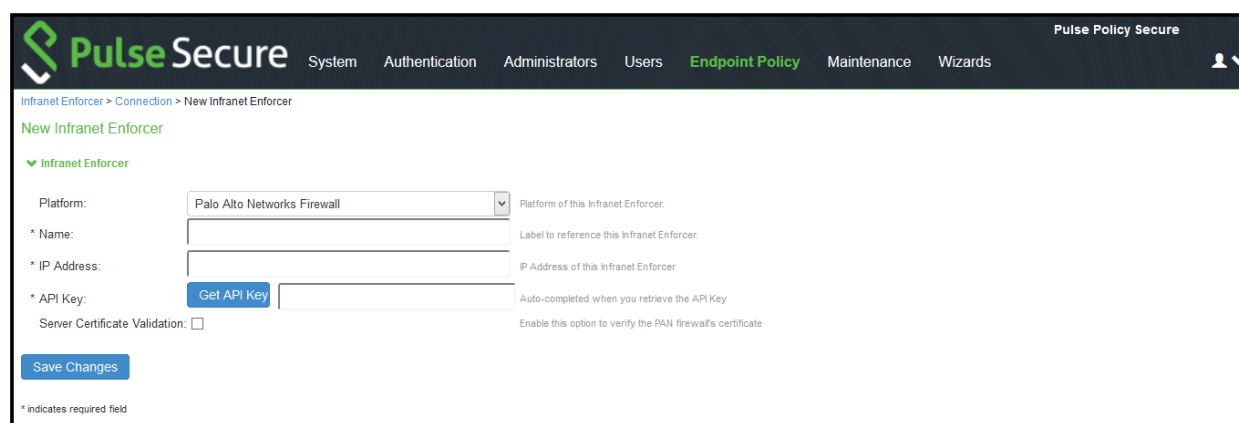 Pulse Policy Secure
Pulse Secure
System Authentication Administrators Users Endpoint Policy Maintenance Wizards
Infranet Enforcer > Connection > New Infranet Enforcer
New Infranet Enforcer
Infranet Enforcer
Platform: Palo Alto Networks Firewall Platform of this Infranet Enforcer.
* Name: Label to reference this Infranet Enforcer.
* IP Address: IP Address of this Infranet Enforcer
* API Key: Get API Key Auto-completed when you retrieve the API Key
Server Certificate Validation: Enable this option to verify the PAN firewall's certificate
Save Changes
* indicates required field